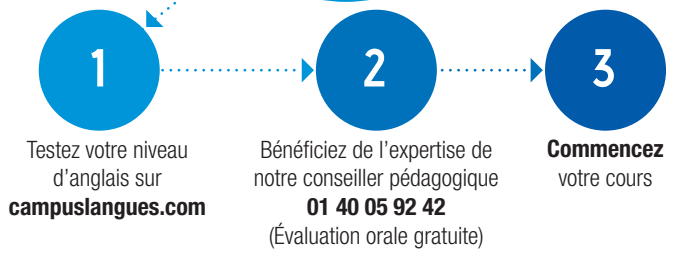 1
Testez votre niveau
d'anglais sur
campuslangues.com
2
Bénéficiez de l'expertise de
notre conseiller pédagogique
01 40 05 92 42
(Évaluation orale gratuite)
3
Commencez
votre cours